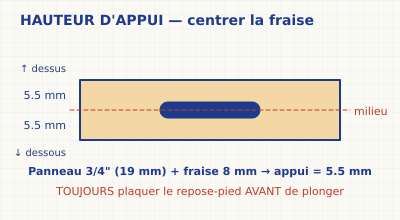 HAUTEUR D'APPUI — centrer la fraise
↑ dessus
5.5 mm
milieu
5.5 mm
↓ dessous
Panneau 3/4" (19 mm) + fraise 8 mm → appui = 5.5 mm
TOUJOURS plaquer le repose-pied AVANT de plonger